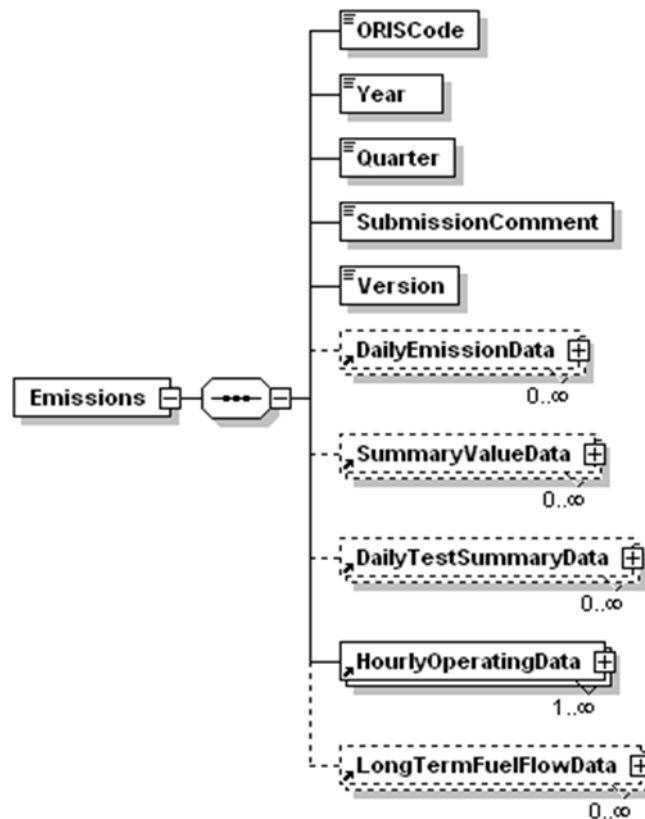 ORISCode
Year
Quarter
SubmissionComment
Version
DailyEmissionData
0..∞
Emissions
SummaryValueData
0..∞
DailyTestSummaryData
0..∞
HourlyOperatingData
1..∞
LongTermFuelFlowData
0..∞